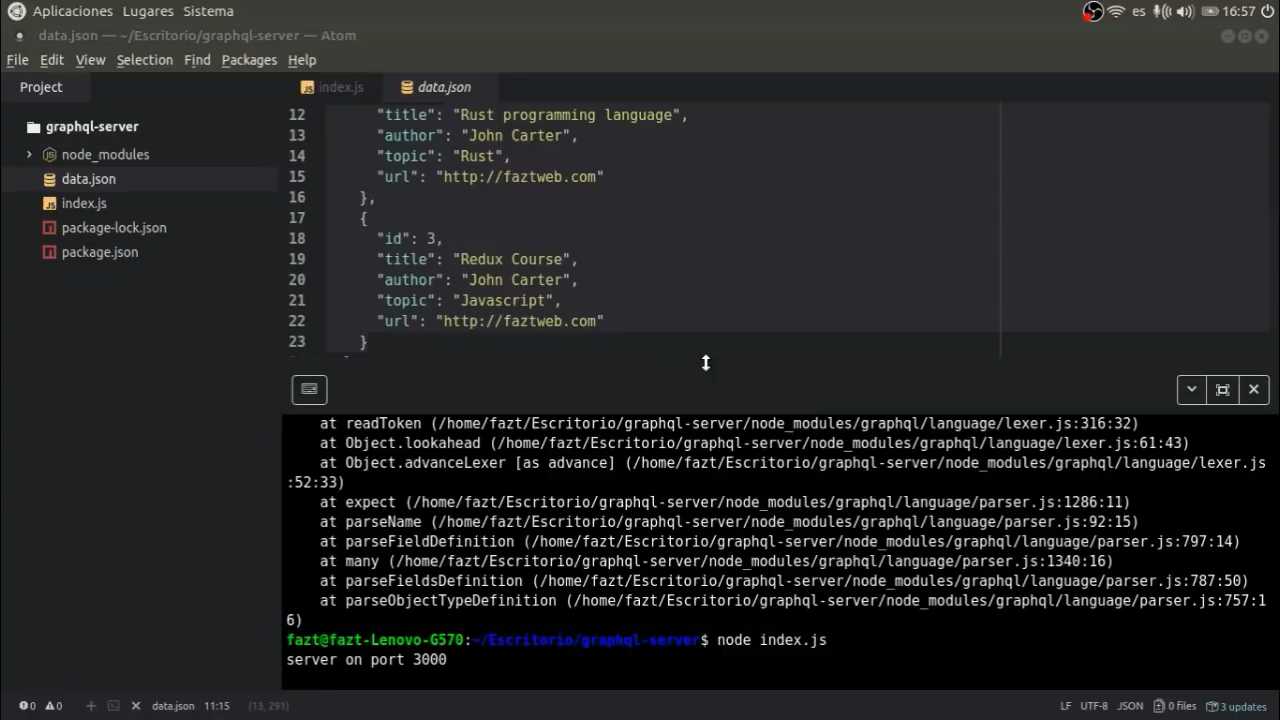 Aplicaciones Lugares Sistema
es 16:57
data.json — ~/Escritorio/graphql-server — Atom
File Edit View Selection Find Packages Help
Project
index.js
data.json
graphql-server
node_modules
data.json
index.js
package-lock.json
package.json
12 "title": "Rust programming language",
13 "author": "John Carter",
14 "topic": "Rust",
15 "url": "http://faztweb.com"
16 },
17 {
18 "id": 3,
19 "title": "Redux Course",
20 "author": "John Carter",
21 "topic": "Javascript",
22 "url": "http://faztweb.com"
23 }
at readToken (/home/fazt/Escritorio/graphql-server/node_modules/graphql/language/lexer.js:316:32)
at Object.lookahead (/home/fazt/Escritorio/graphql-server/node_modules/graphql/language/lexer.js:61:43)
at Object.advanceLexer [as advance] (/home/fazt/Escritorio/graphql-server/node_modules/graphql/language/lexer.js
:52:33)
at expect (/home/fazt/Escritorio/graphql-server/node_modules/graphql/language/parser.js:1286:11)
at parseName (/home/fazt/Escritorio/graphql-server/node_modules/graphql/language/parser.js:92:15)
at parseFieldDefinition (/home/fazt/Escritorio/graphql-server/node_modules/graphql/language/parser.js:797:14)
at many (/home/fazt/Escritorio/graphql-server/node_modules/graphql/language/parser.js:1340:16)
at parseFieldsDefinition (/home/fazt/Escritorio/graphql-server/node_modules/graphql/language/parser.js:787:50)
at parseObjectTypeDefinition (/home/fazt/Escritorio/graphql-server/node_modules/graphql/language/parser.js:757:1
6)
fazt@fazt-Lenovo-G570:~/Escritorio/graphql-server$ node index.js
server on port 3000
0 0 data.json 11:15 (13, 291) LF UTF-8 JSON 0 files 3 updates